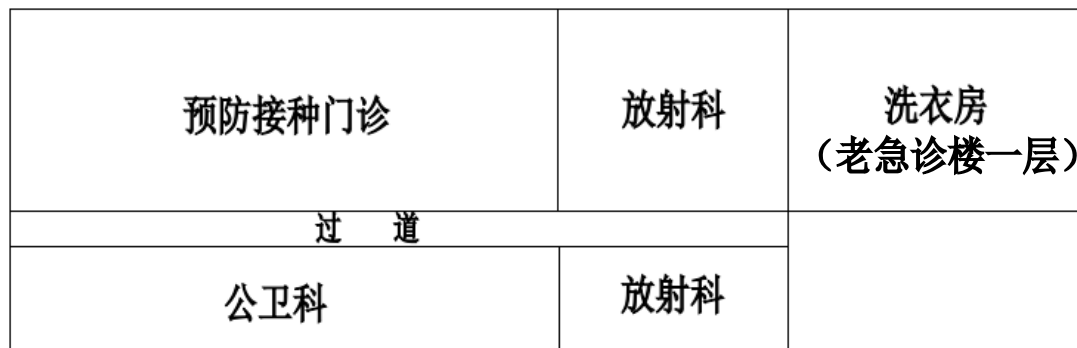 预防接种门诊
放射科
洗衣房
（老急诊楼一层）
过 道
公卫科
放射科